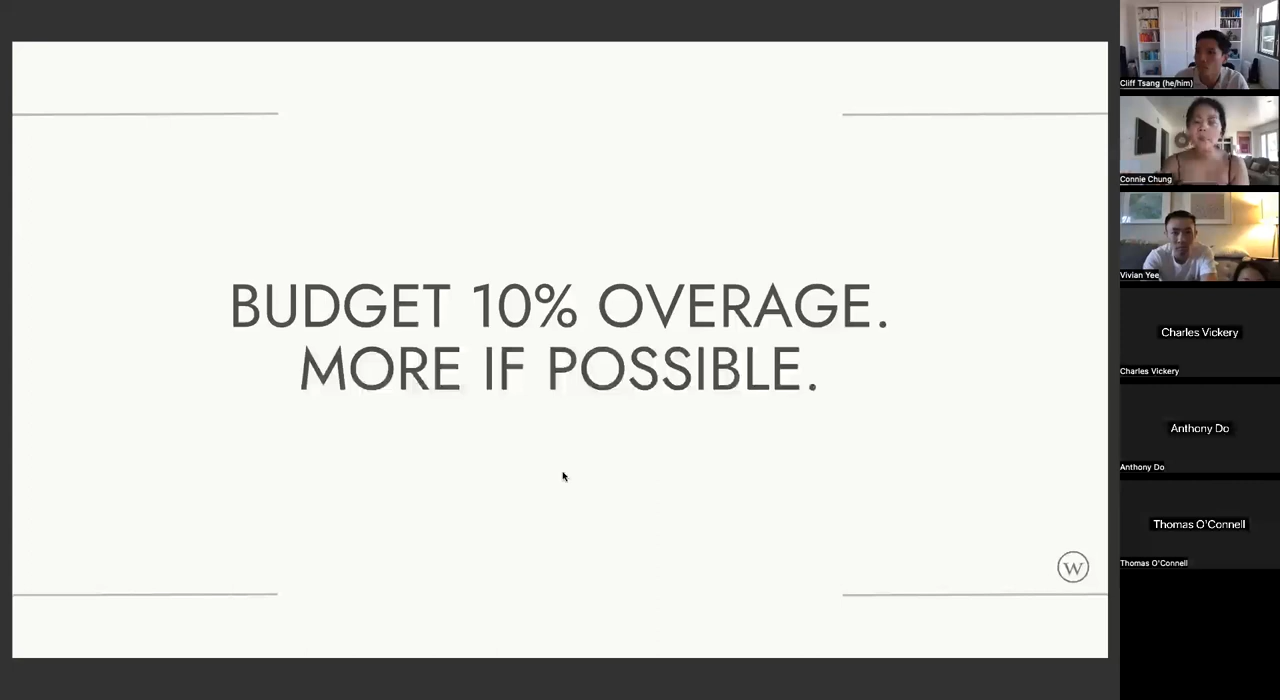 BUDGET 10% OVERAGE.
MORE IF POSSIBLE.
W
Cliff Tsang (he/him)
Connie Chung
Vivian Yee
Charles Vickery
Charles Vickery
Anthony Do
Anthony Do
Thomas O'Connell
Thomas O'Connell